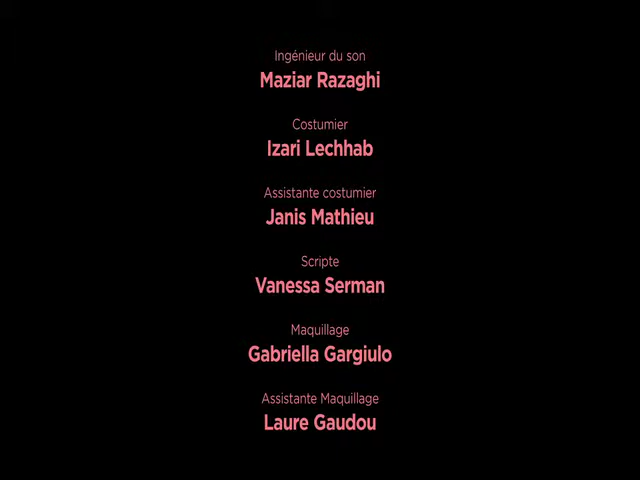 Ingénieur du son
Maziar Razaghi
Costumier
Izari Lechhab
Assistante costumier
Janis Mathieu
Scripte
Vanessa Serman
Maquillage
Gabriella Gargiulo
Assistante Maquillage
Laure Gaudou